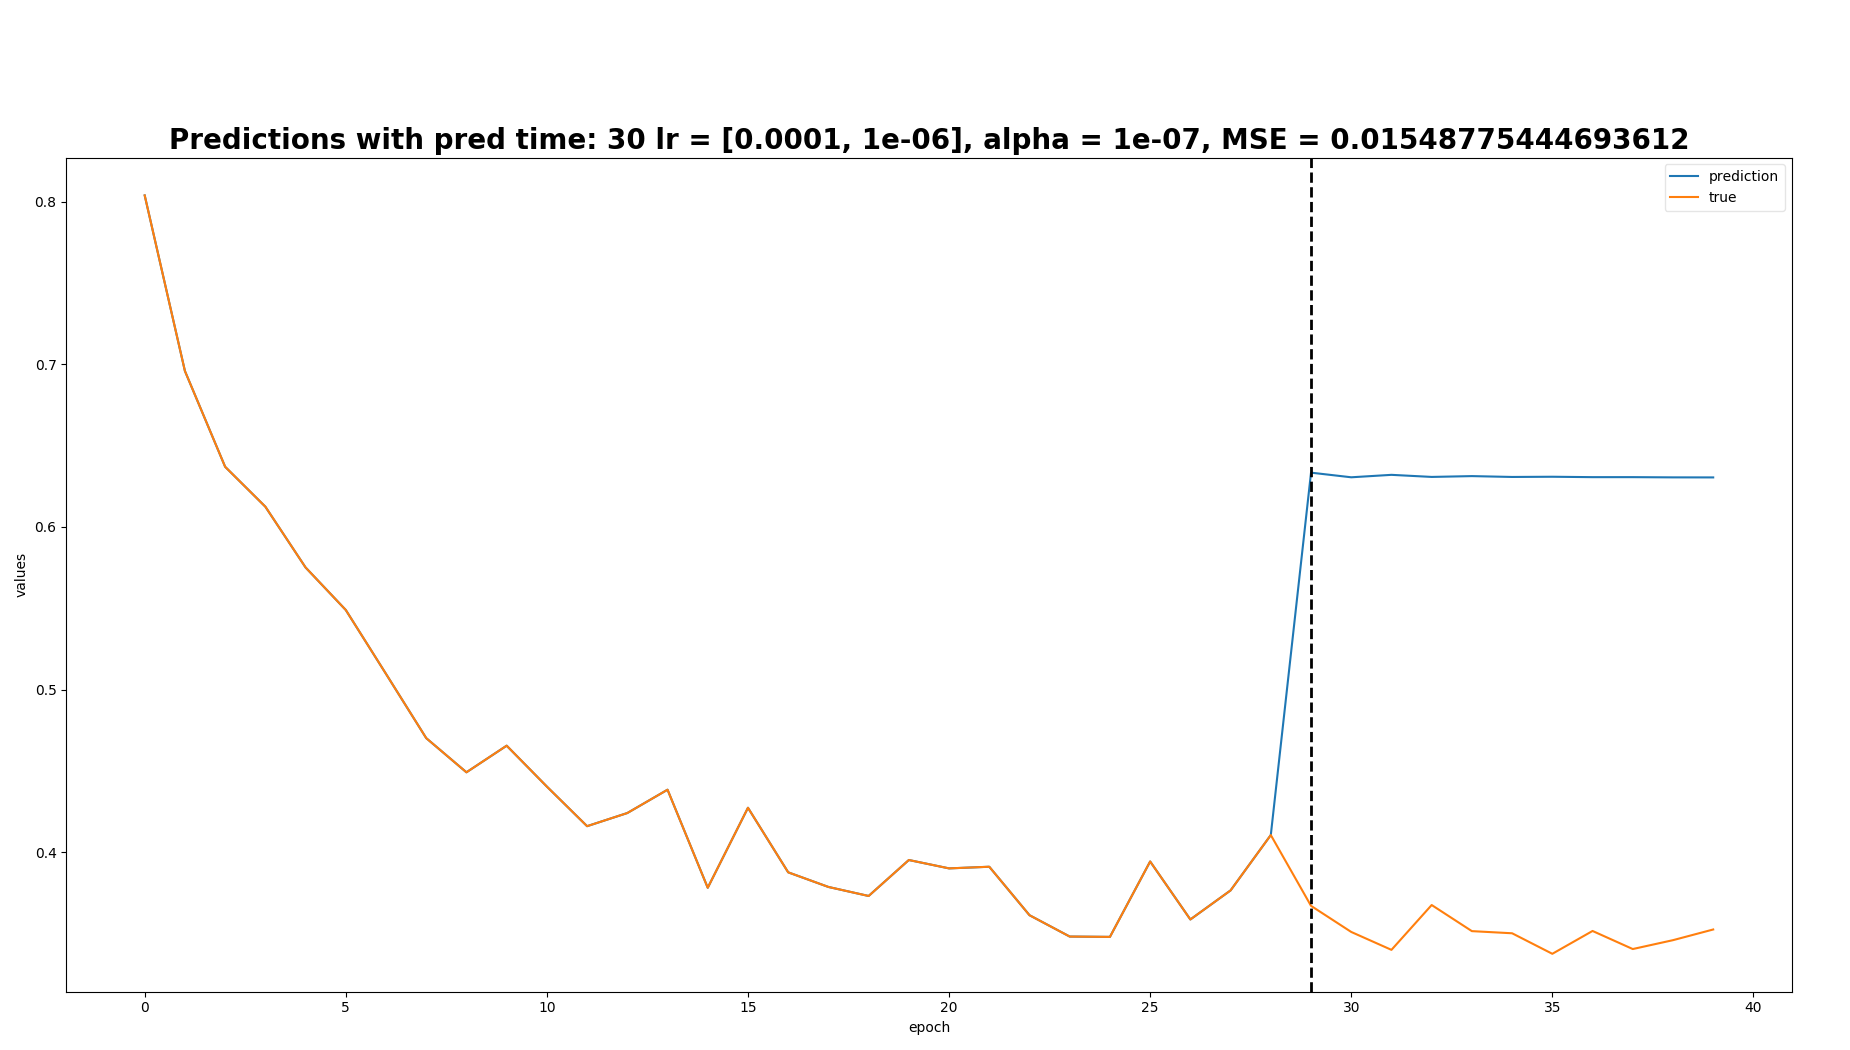 Predictions with pred time: 30 lr = [0.0001, 1e-06], alpha = 1e-07, MSE = 0.01548775444693612
prediction
true
0.8
0.7
0.6
0.5
0.4
values
0 5 10 15 20 25 30 35 40
epoch